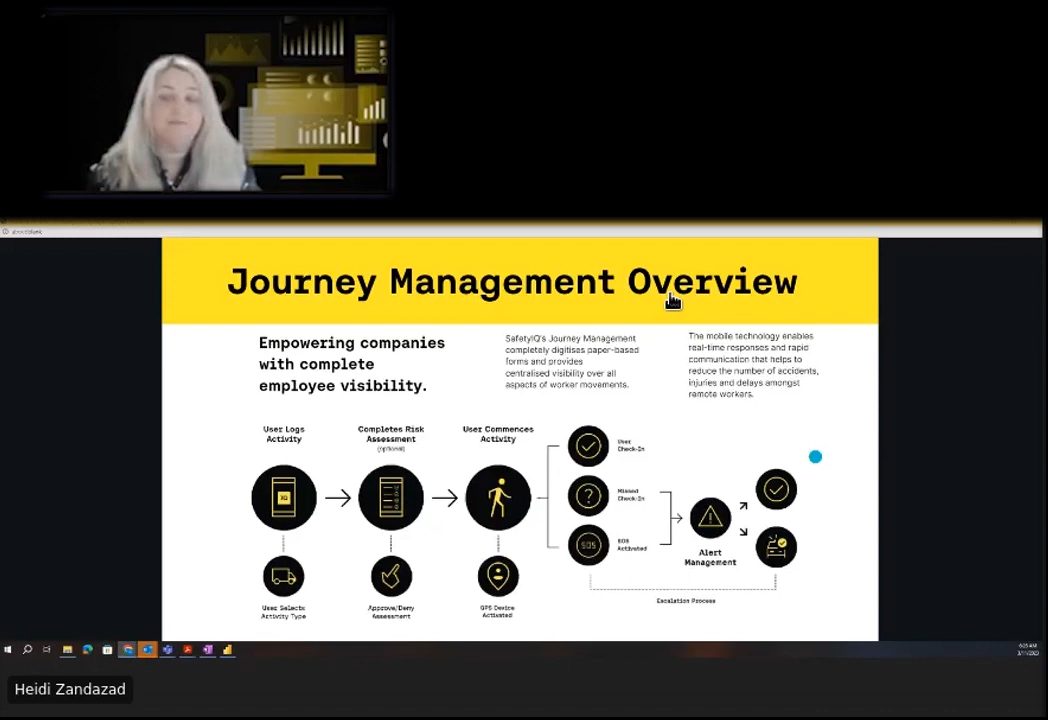 about:blank
Journey Management Overview
Empowering companies
with complete
employee visibility.
SafetyIQ's Journey Management
completely digitises paper-based
forms and provides
centralised visibility over all
aspects of worker movements.
The mobile technology enables
real-time responses and rapid
communication that helps to
reduce the number of accidents,
injuries and delays amongst
remote workers.
User Logs
Activity
Completes Risk
Assessment
(optional)
User Commences
Activity
User
Check-In
Missed
Check-In
SOS
SOS
Activated
Alert
Management
User Selects
Activity Type
Approve/Deny
Assessment
GPS Device
Activated
Escalation Process
Heidi Zandazad